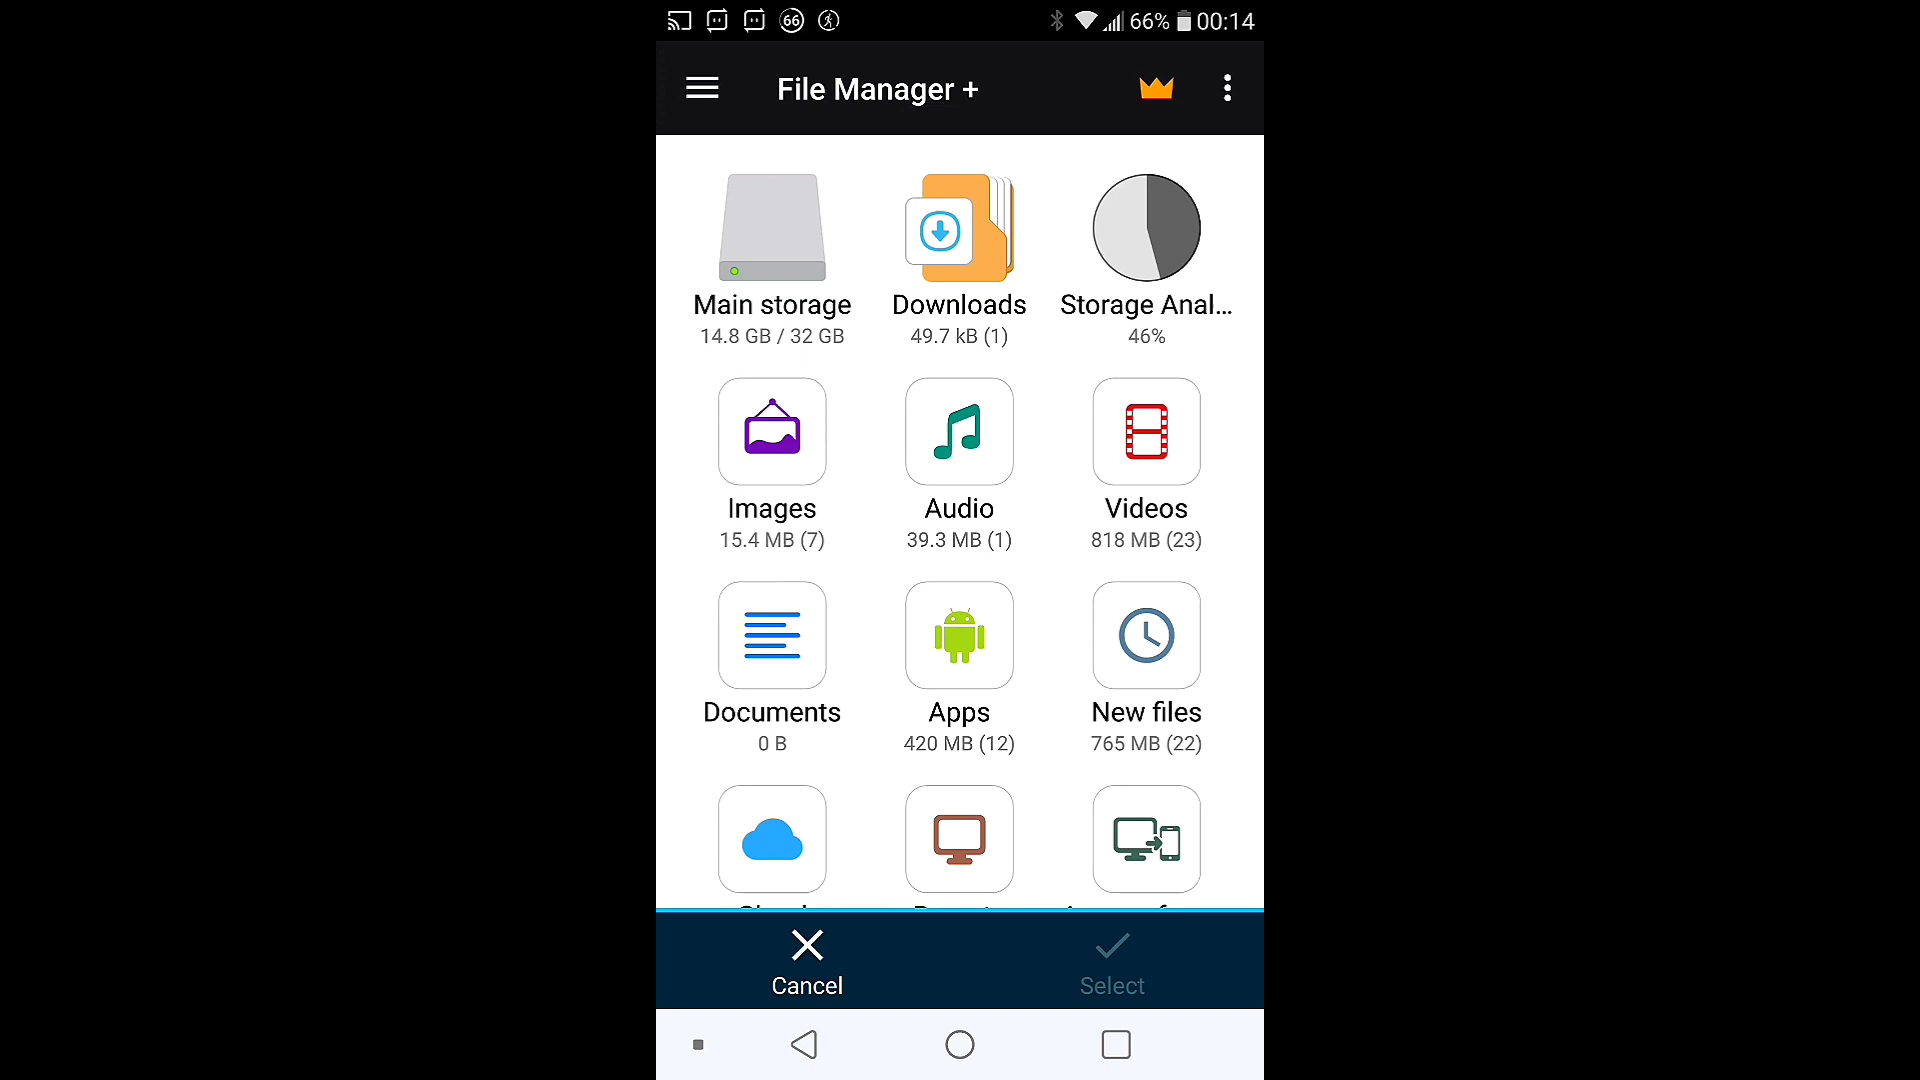 66 66% 00:14
File Manager +
Main storage Downloads Storage Anal...
14.8 GB / 32 GB 49.7 kB (1) 46%
Images Audio Videos
15.4 MB (7) 39.3 MB (1) 818 MB (23)
Documents Apps New files
0 B 420 MB (12) 765 MB (22)
Cancel Select